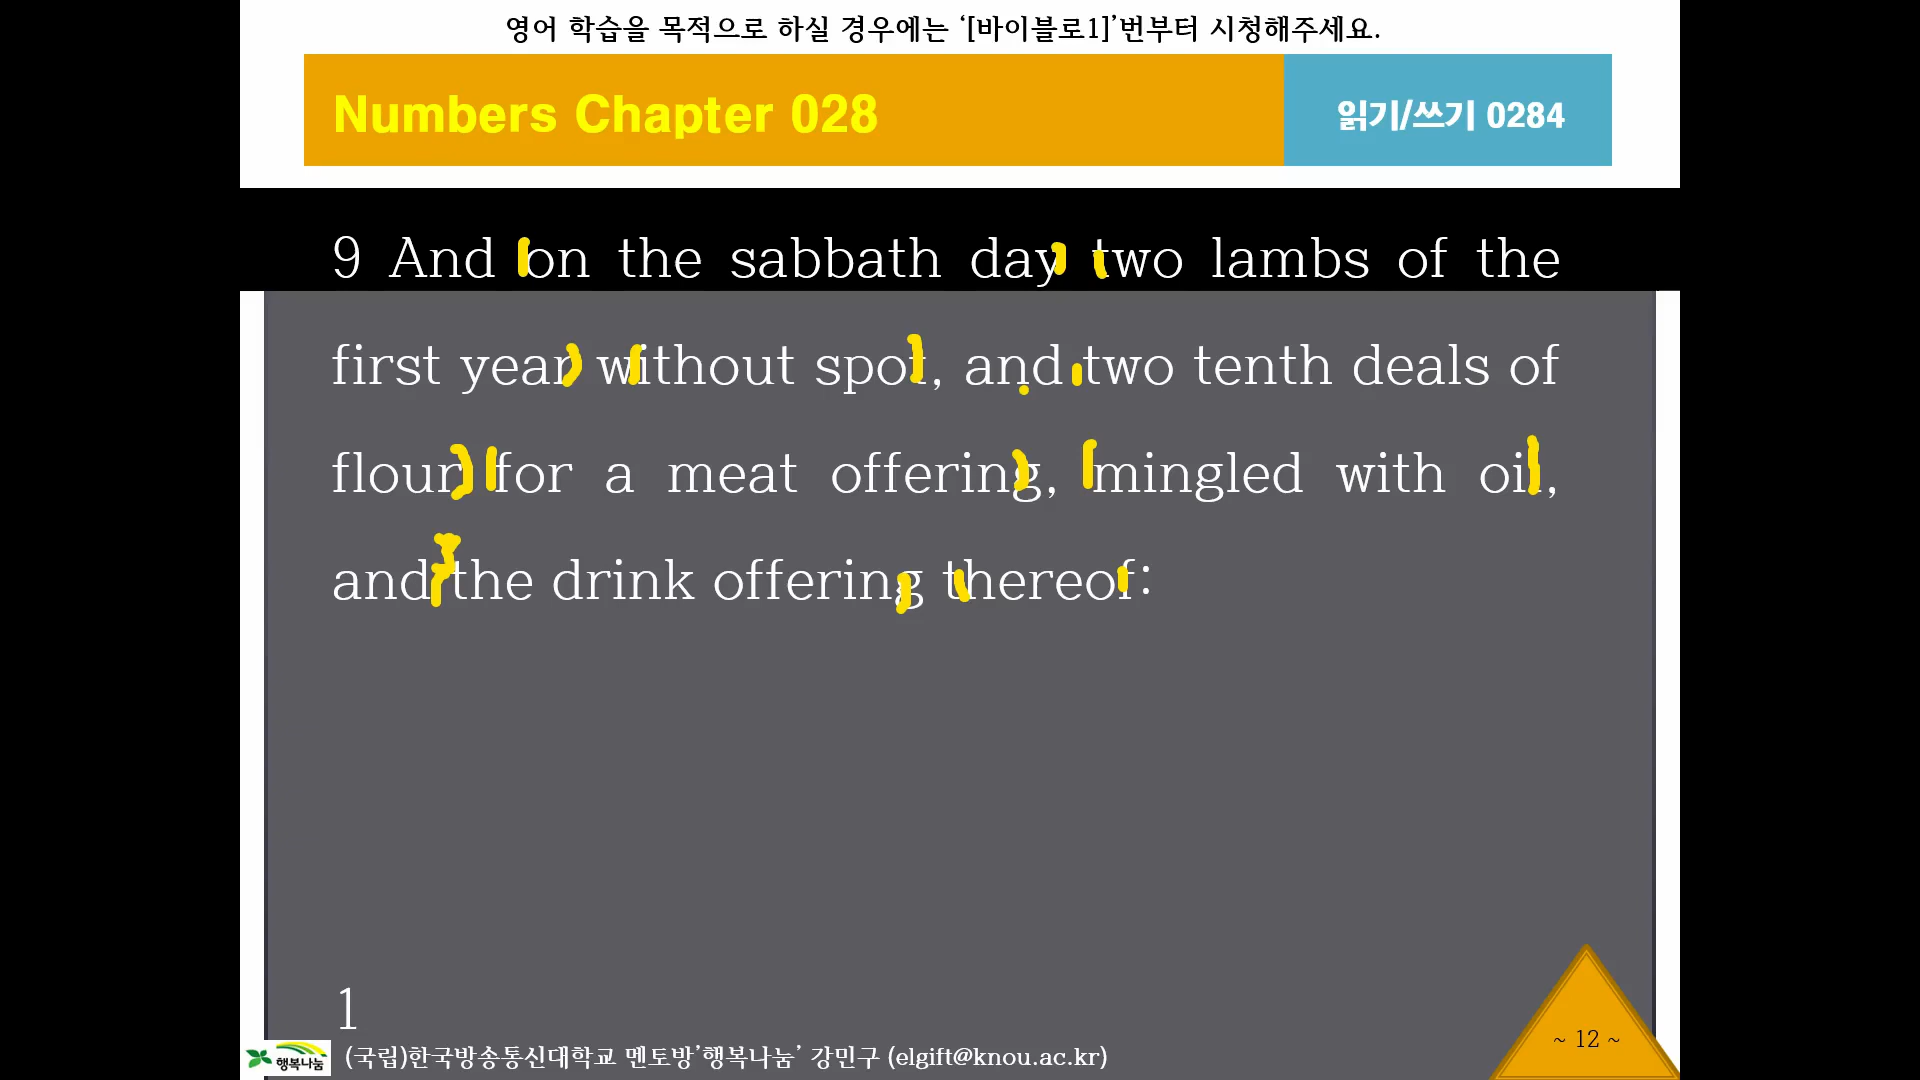 영어 학습을 목적으로 하실 경우에는 ‘[바이블로1]’번부터 시청해주세요.
Numbers Chapter 028
읽기/쓰기 0284
9 And on the sabbath day two lambs of the
first year without spot, and two tenth deals of
flour for a meat offering, mingled with oil,
and the drink offering thereof:
1
~ 12 ~
행복나눔 (국립)한국방송통신대학교 멘토방’행복나눔’ 강민구 (elgift@knou.ac.kr)